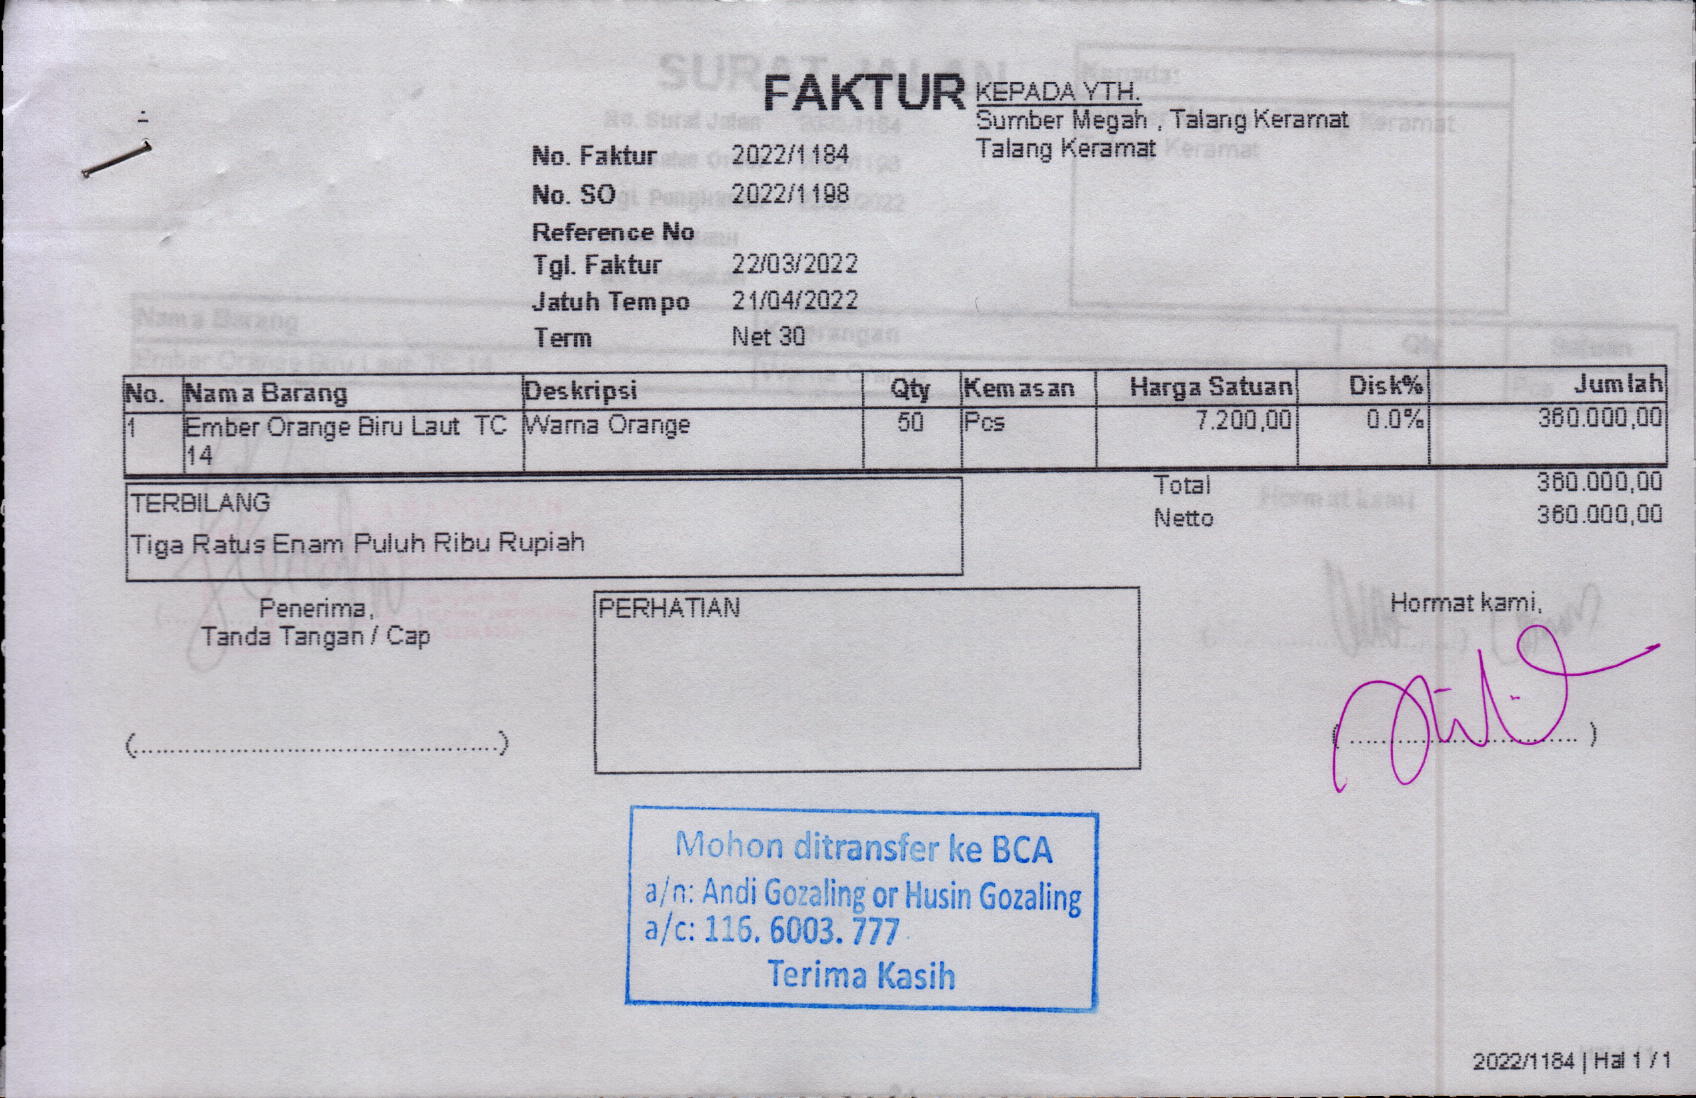 FAKTUR
KEPADA YTH.
Sumber Megah , Talang Keramat
Talang Keramat
No. Faktur 2022/1184
No. SO 2022/1198
Reference No
Tgl. Faktur 22/03/2022
Jatuh Tempo 21/04/2022
Term Net 30
No. Nama Barang Deskripsi Qty Kemasan Harga Satuan Disk% Jumlah
1 Ember Orange Biru Laut TC Warna Orange 50 Pcs 7.200,00 0.0% 360.000,00
14
Total 360.000,00
Netto 360.000,00
TERBILANG
Tiga Ratus Enam Puluh Ribu Rupiah
Penerima,
Tanda Tangan / Cap
(....................................................)
PERHATIAN
Hormat kami,
( ................................. )
Mohon ditransfer ke BCA
a/n: Andi Gozaling or Husin Gozaling
a/c: 116. 6003. 777
Terima Kasih
2022/1184 | Hal 1 / 1